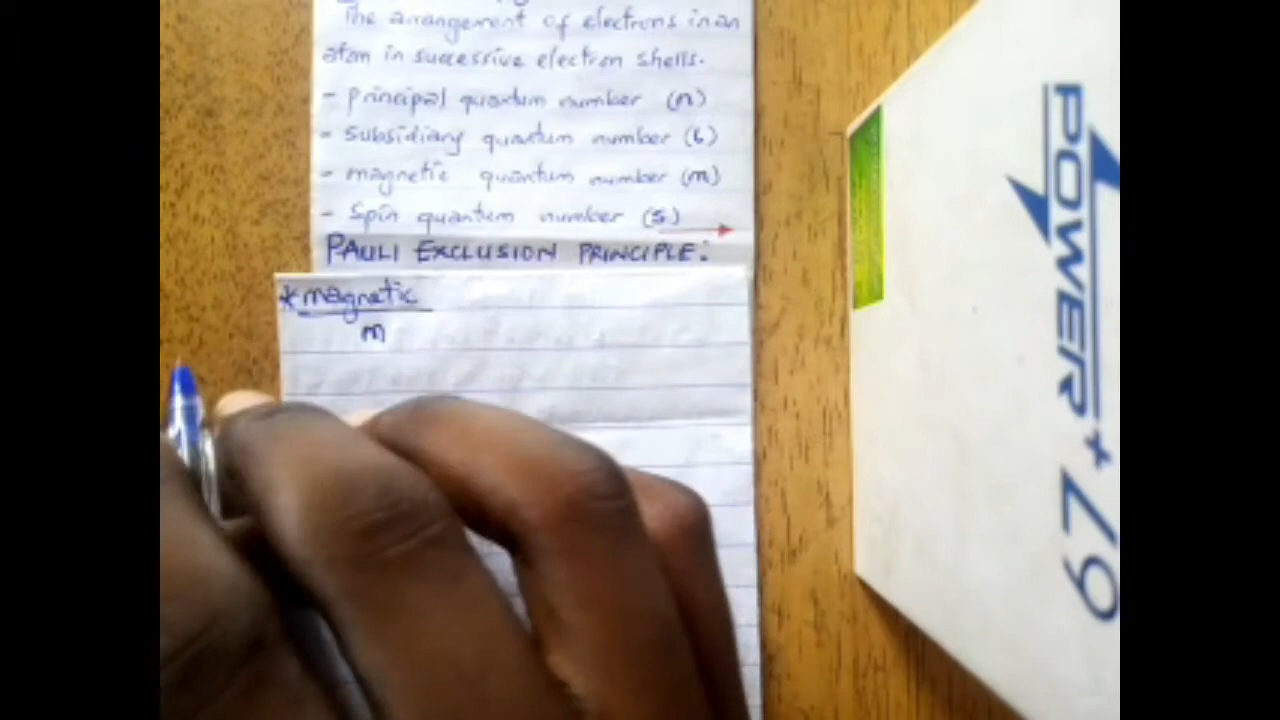 The arrangement of electrons in an
atom in successive electron shells.
- Principal quantum number (n)
- Subsidiary quantum number (l)
- magnetic quantum number (m)
- Spin quantum number (s)
PAULI EXCLUSION PRINCIPLE:
*magnetic
m
POWER+ L9